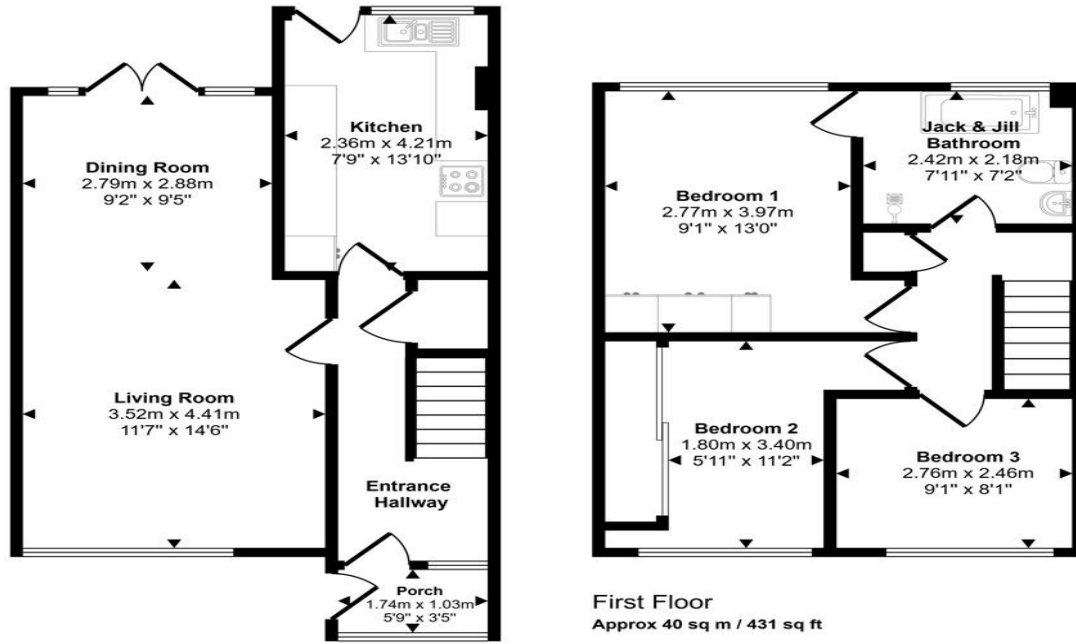 Kitchen
2.36m x 4.21m
7'9" x 13'10"
Dining Room
2.79m x 2.88m
9'2" x 9'5"
Living Room
3.52m x 4.41m
11'7" x 14'6"
Entrance
Hallway
Porch
1.74m x 1.03m
5'9" x 3'5"
Jack & Jill
Bathroom
2.42m x 2.18m
7'11" x 7'2"
Bedroom 1
2.77m x 3.97m
9'1" x 13'0"
Bedroom 2
1.80m x 3.40m
5'11" x 11'2"
Bedroom 3
2.76m x 2.46m
9'1" x 8'1"
First Floor
Approx 40 sq m / 431 sq ft